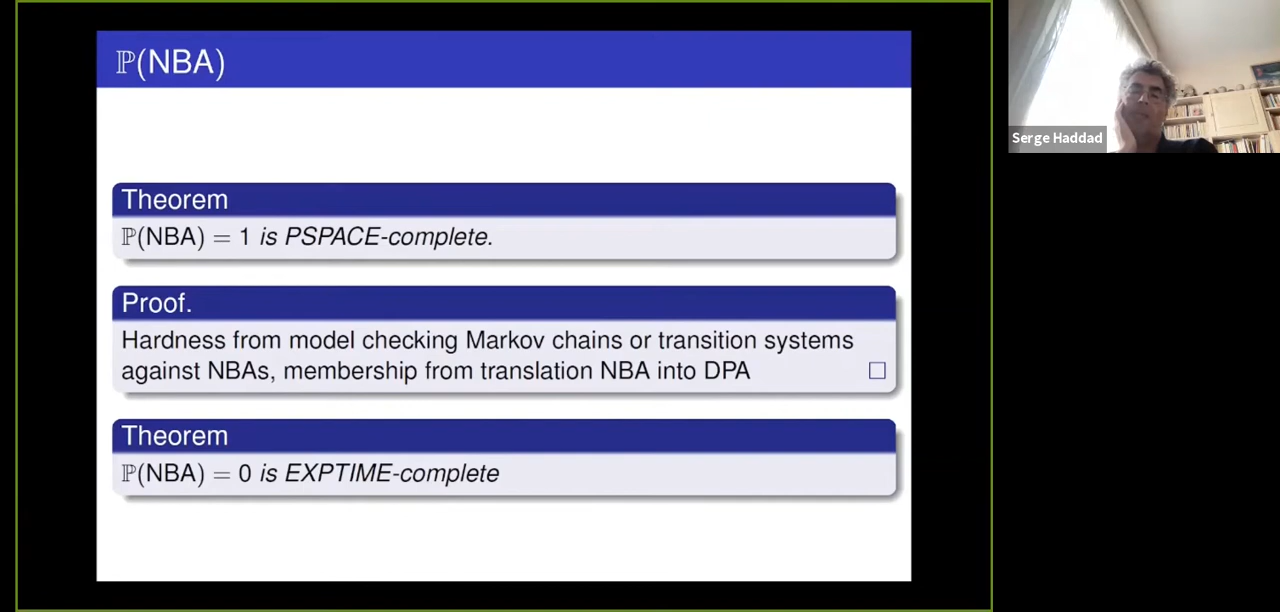 ℙ(NBA)
Theorem
ℙ(NBA) = 1 is PSPACE-complete.
Proof.
Hardness from model checking Markov chains or transition systems
against NBAs, membership from translation NBA into DPA □
Theorem
ℙ(NBA) = 0 is EXPTIME-complete
Serge Haddad